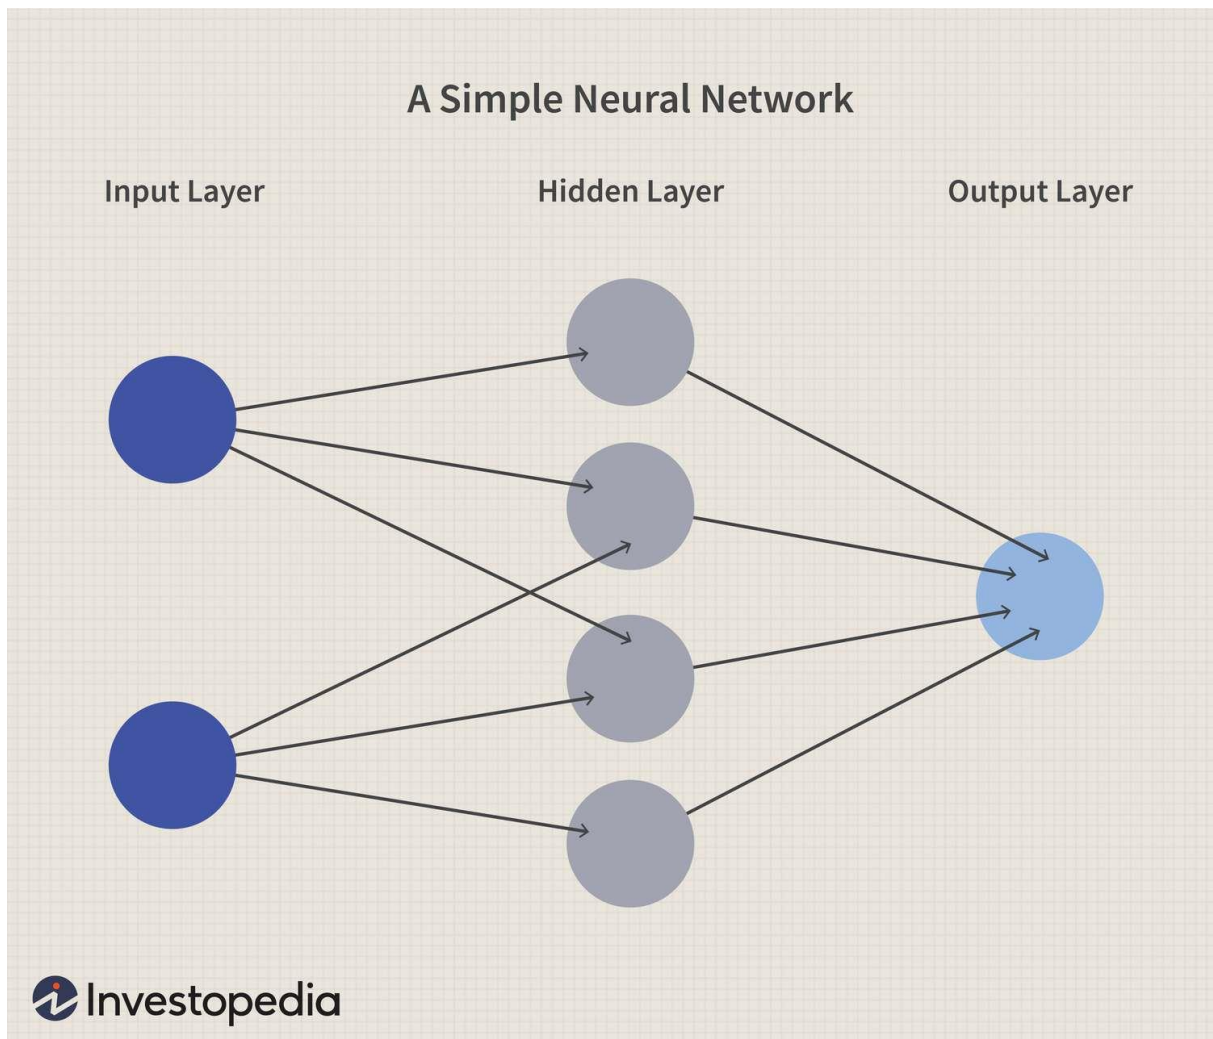 A Simple Neural Network
Input Layer
Hidden Layer
Output Layer
Investopedia